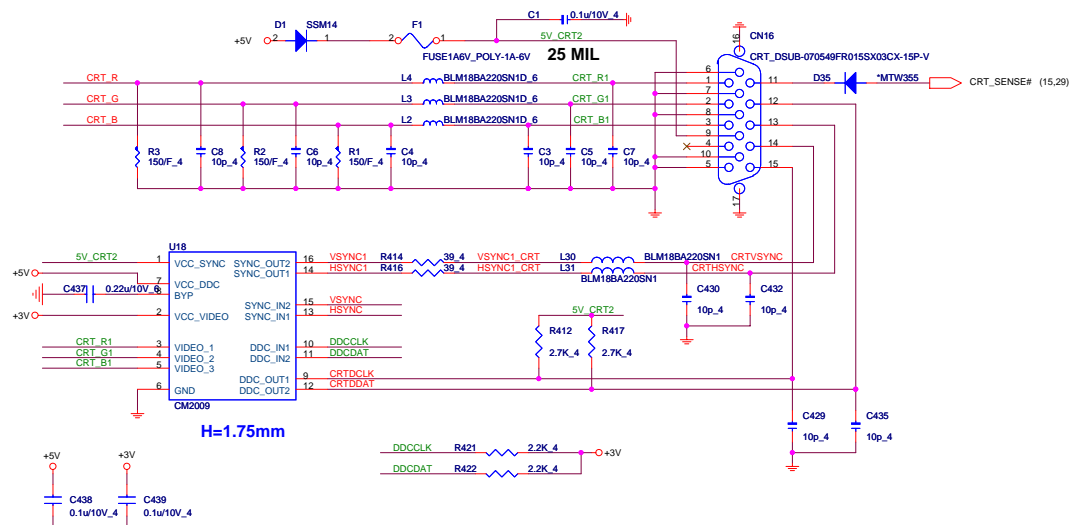 C1 0.1u/10V_4
D1 SSM14 F1 CN16
+5V 2 1 2 1 5V_CRT2 16
FUSE1A6V_POLY-1A-6V 25 MIL CRT_DSUB-070549FR015SX03CX-15P-V
CRT_R L4 BLM18BA220SN1D_6 CRT_R1 6 1 11 D35 *MTW355 CRT_SENSE# (15,29)
CRT_G L3 BLM18BA220SN1D_6 CRT_G1 7 2 12
CRT_B L2 BLM18BA220SN1D_6 CRT_B1 8 3 13
9 4 14
10 5 15
R3 150/F_4 C8 10p_4 R2 150/F_4 C6 10p_4 R1 150/F_4 C4 10p_4 C3 10p_4 C5 10p_4 C7 10p_4
17
U18
5V_CRT2 1 VCC_SYNC SYNC_OUT2 16 VSYNC1 R414 39_4 VSYNC1_CRT L30 BLM18BA220SN1 CRTVSYNC
+5V 7 VCC_DDC SYNC_OUT1 14 HSYNC1 R416 39_4 HSYNC1_CRT L31 BLM18BA220SN1 CRTHSYNC
C437 0.22u/10V_6 8 BYP
SYNC_IN2 15 VSYNC
+3V 2 VCC_VIDEO SYNC_IN1 13 HSYNC
C430 10p_4 C432 10p_4
5V_CRT2
R412 2.7K_4 R417 2.7K_4
CRT_R1 3 VIDEO_1 DDC_IN1 10 DDCCLK
CRT_G1 4 VIDEO_2 DDC_IN2 11 DDCDAT
CRT_B1 5 VIDEO_3
DDC_OUT1 9 CRTDCLK
6 GND DDC_OUT2 12 CRTDDAT
CM2009
H=1.75mm
C429 10p_4 C435 10p_4
DDCCLK R421 2.2K_4 +3V
DDCDAT R422 2.2K_4
+5V +3V
C438 0.1u/10V_4 C439 0.1u/10V_4